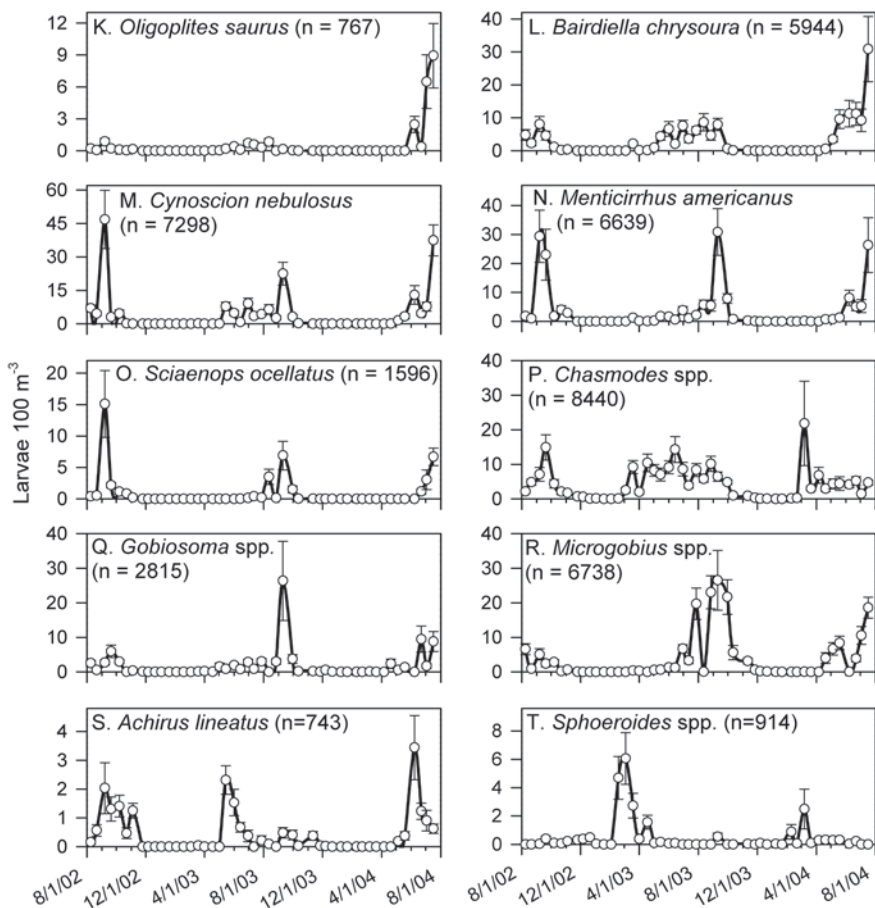 K. Oligoplites saurus (n = 767)
12
9
6
3
0
L. Bairdiella chrysoura (n = 5944)
40
30
20
10
0
M. Cynoscion nebulosus
(n = 7298)
60
45
30
15
0
N. Menticirrhus americanus
(n = 6639)
40
30
20
10
0
Larvae 100 m-3
O. Sciaenops ocellatus (n = 1596)
20
15
10
5
0
P. Chasmodes spp.
(n = 8440)
40
30
20
10
0
Q. Gobiosoma spp.
(n = 2815)
40
30
20
10
0
R. Microgobius spp.
(n = 6738)
40
30
20
10
0
S. Achirus lineatus (n=743)
4
3
2
1
0
T. Sphoeroides spp. (n=914)
8
6
4
2
0
8/1/02 12/1/02 4/1/03 8/1/03 12/1/03 4/1/04 8/1/04
8/1/02 12/1/02 4/1/03 8/1/03 12/1/03 4/1/04 8/1/04